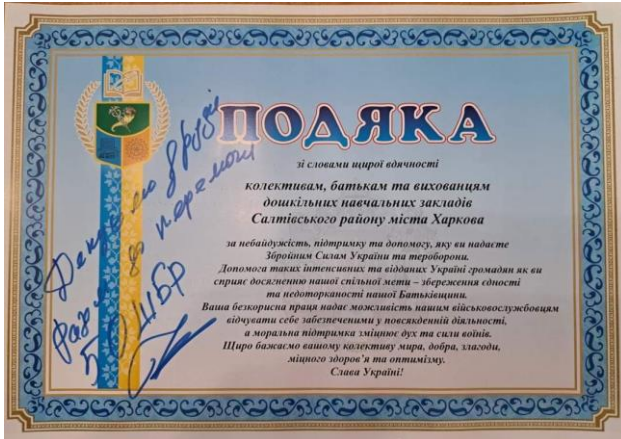 ПОДЯКА
зі словами щирої вдячності
колективам, батькам та вихованцям
дошкільних навчальних закладів
Салтівського району міста Харкова
за небайдужість, підтримку та допомогу, яку ви надаєте
Збройним Силам України та тероборони.
Допомога таких інтенсивних та відданих Україні громадян як ви
сприяє досягненню нашої спільної мети – збереження єдності
та недоторканості нашої Батьківщини.
Ваша безкорисна праця надає можливість нашим військовослужбовцям
відчувати себе забезпеченими у повсякденній діяльності,
а моральна підтримка зміцнює дух та сили воїнів.
Щиро бажаємо вашому колективу мира, добра, злагоди,
міцного здоров'я та оптимізму.
Слава Україні!
Дякуємо друзі
Разом до перемоги
ШБР